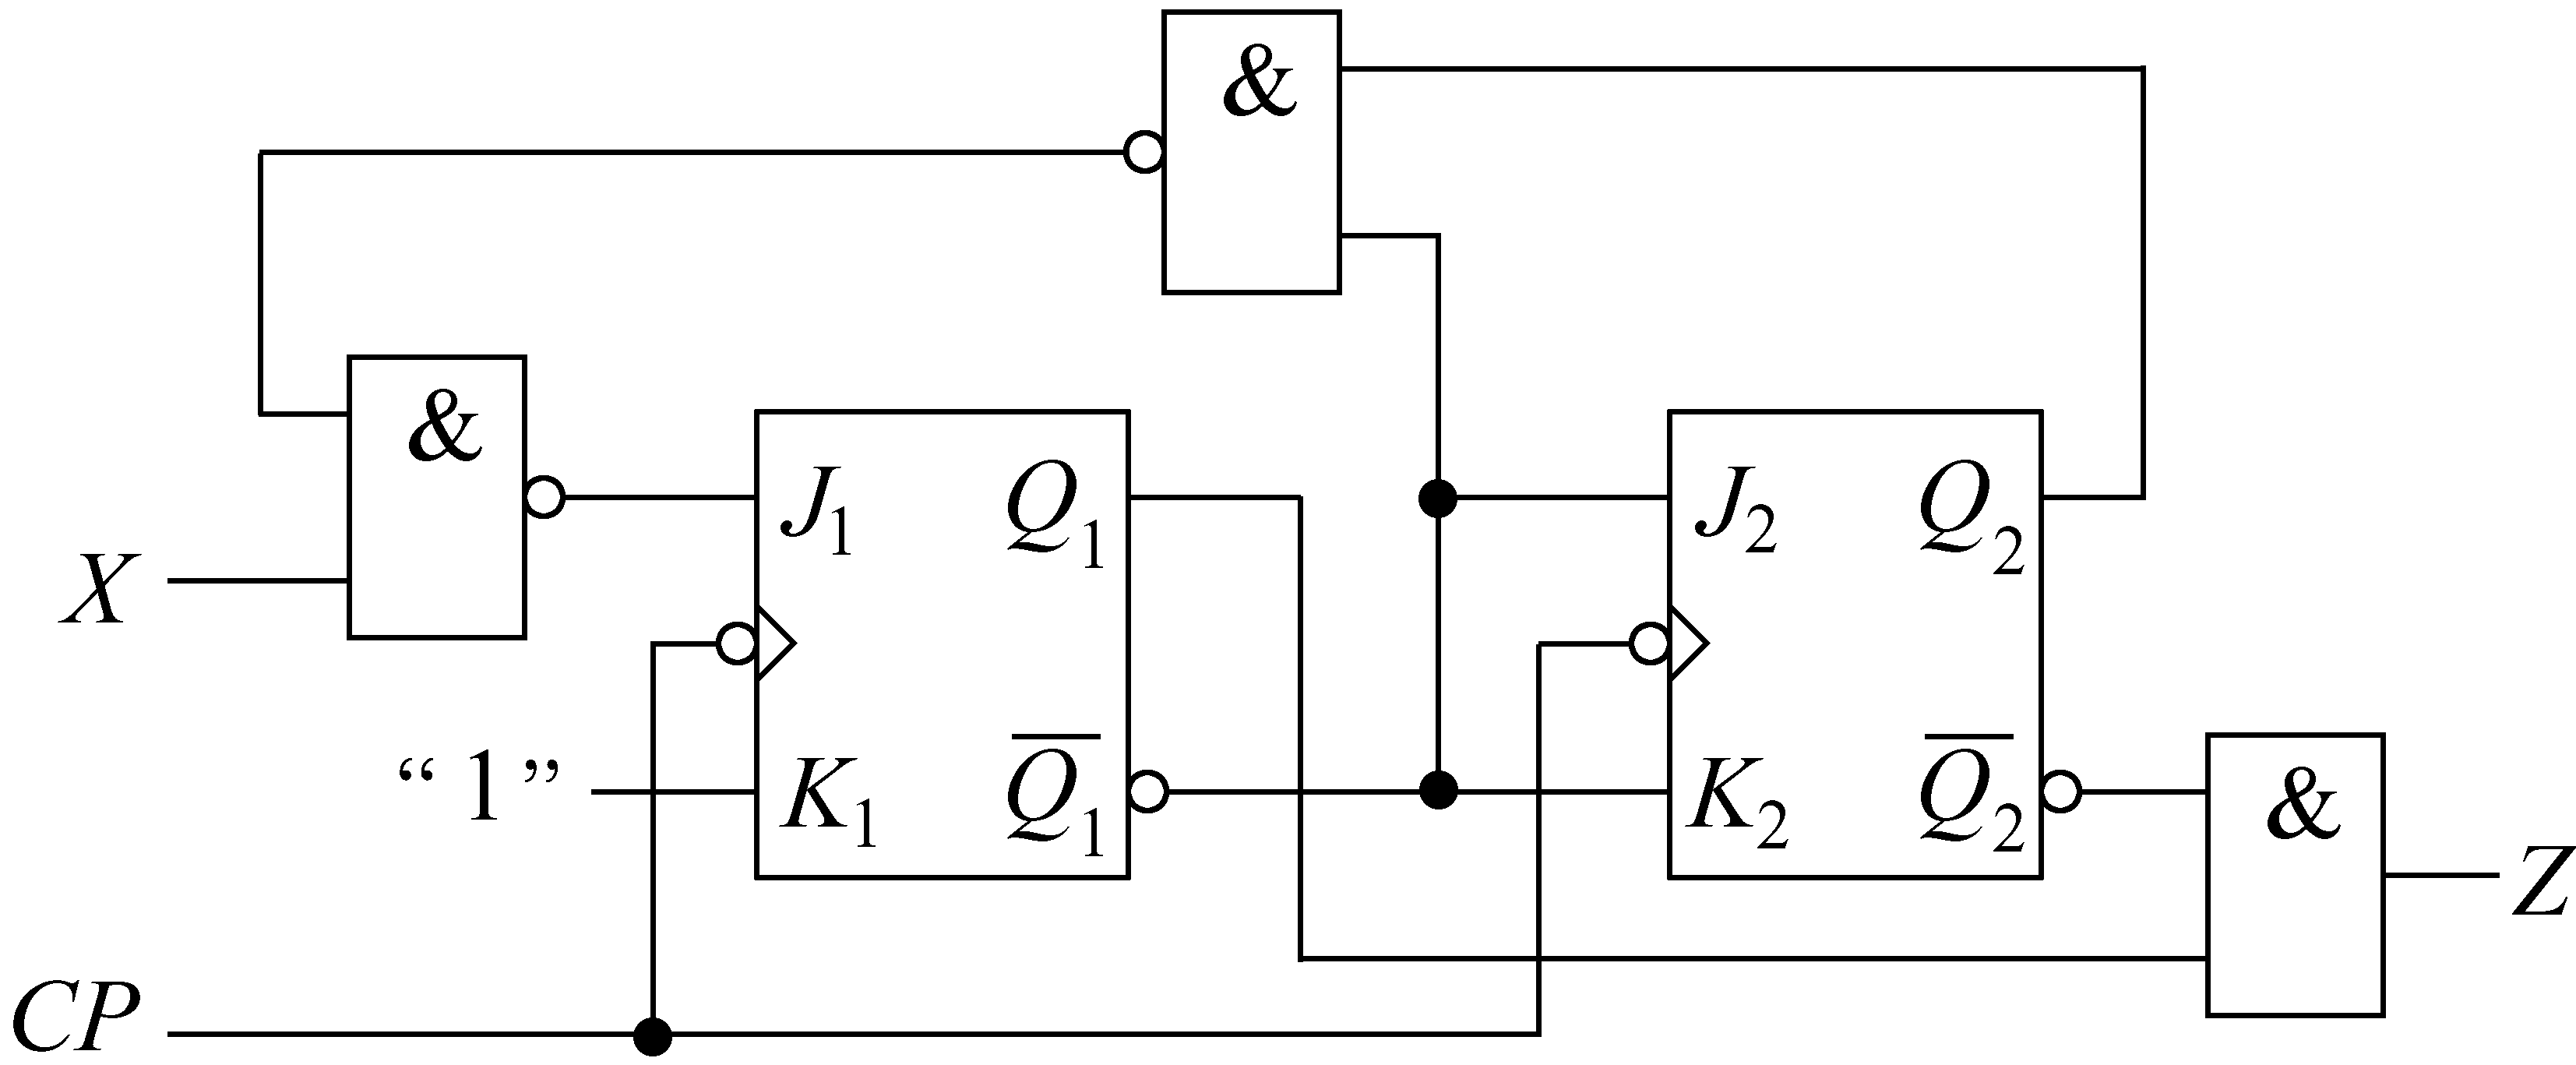 &
&
J₁ Q₁
J₂ Q₂
X
“1” K₁ Q̅₁
K₂ Q̅₂
&
Z
CP